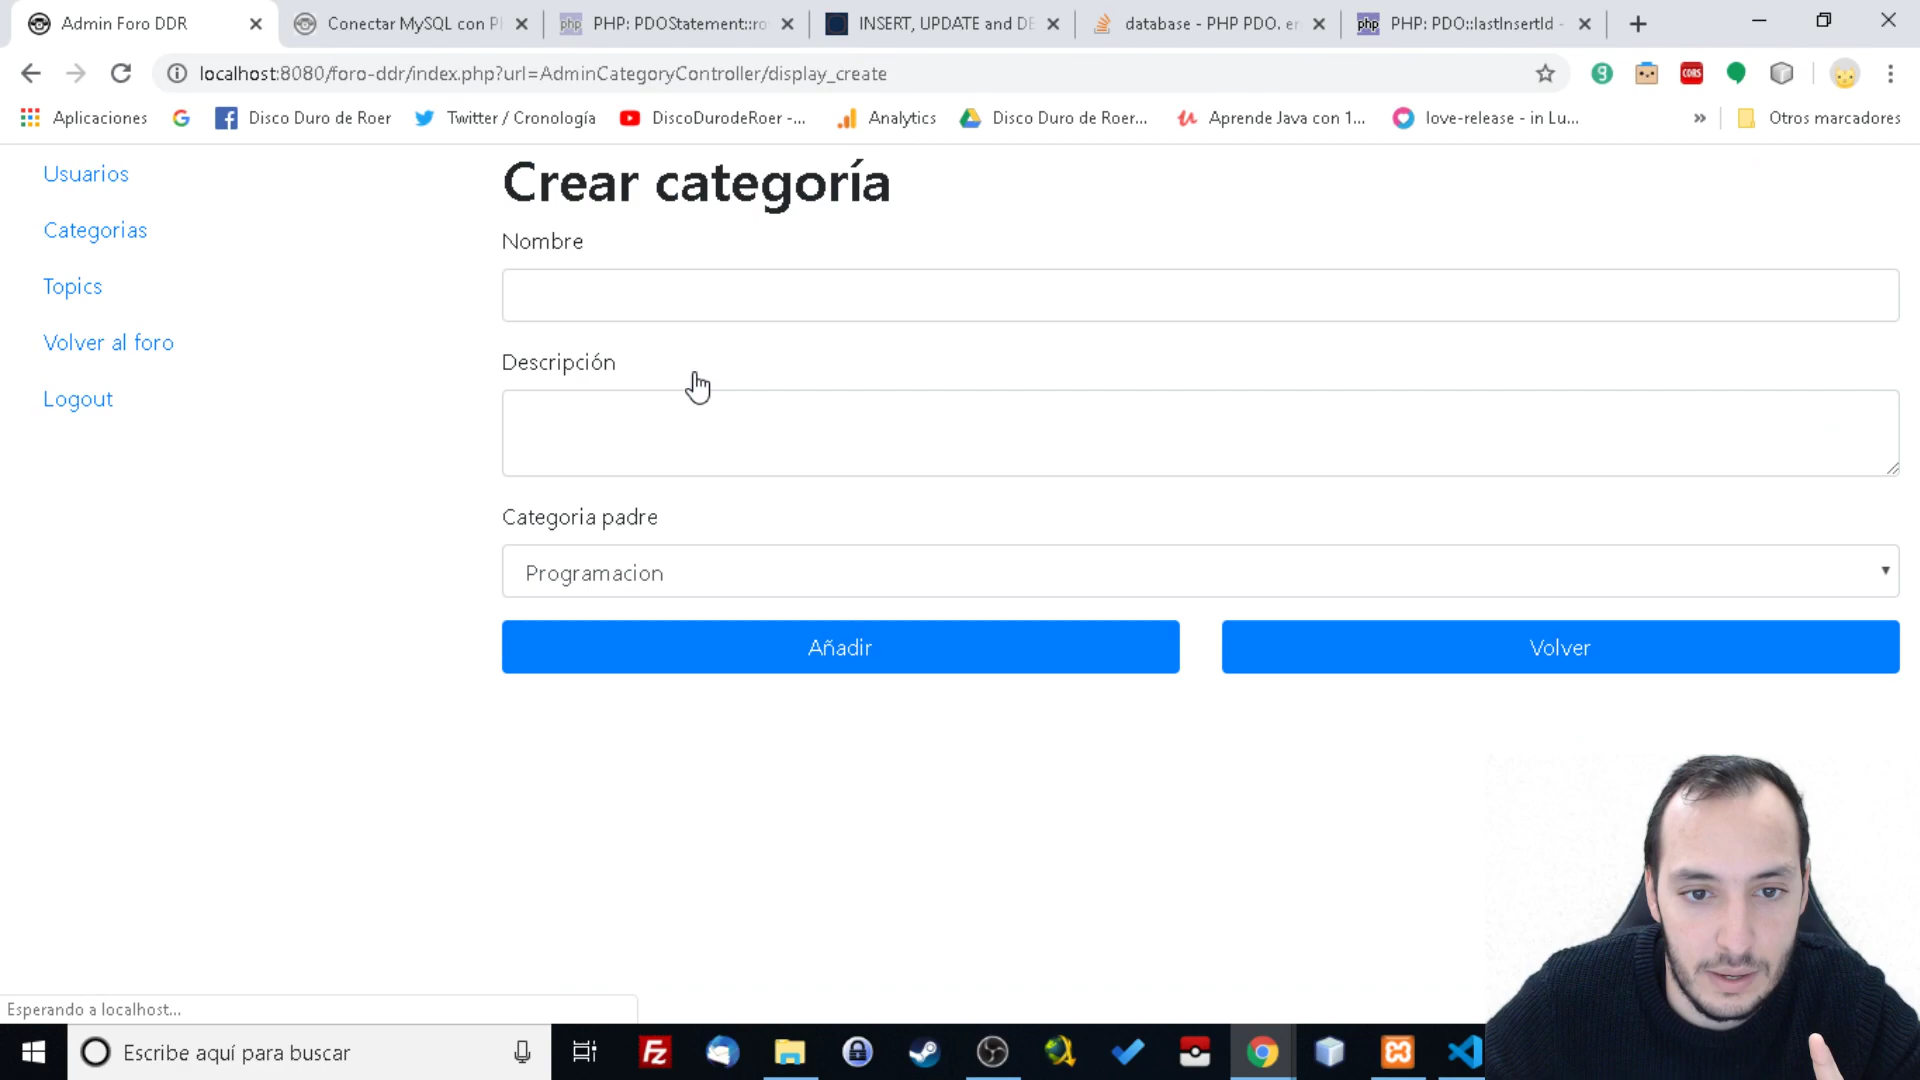 Admin Foro DDR
Conectar MySQL con P
PHP: PDOStatement::ro
INSERT, UPDATE and DE
database - PHP PDO. er
PHP: PDO::lastInsertId -
localhost:8080/foro-ddr/index.php?url=AdminCategoryController/display_create
Aplicaciones
Disco Duro de Roer
Twitter / Cronología
DiscoDurodeRoer -...
Analytics
Disco Duro de Roer...
Aprende Java con 1...
love-release - in Lu...
»
Otros marcadores
Usuarios
Categorias
Topics
Volver al foro
Logout
Crear categoría
Nombre
Descripción
Categoria padre
Programacion
Añadir
Volver
Esperando a localhost...
Escribe aquí para buscar